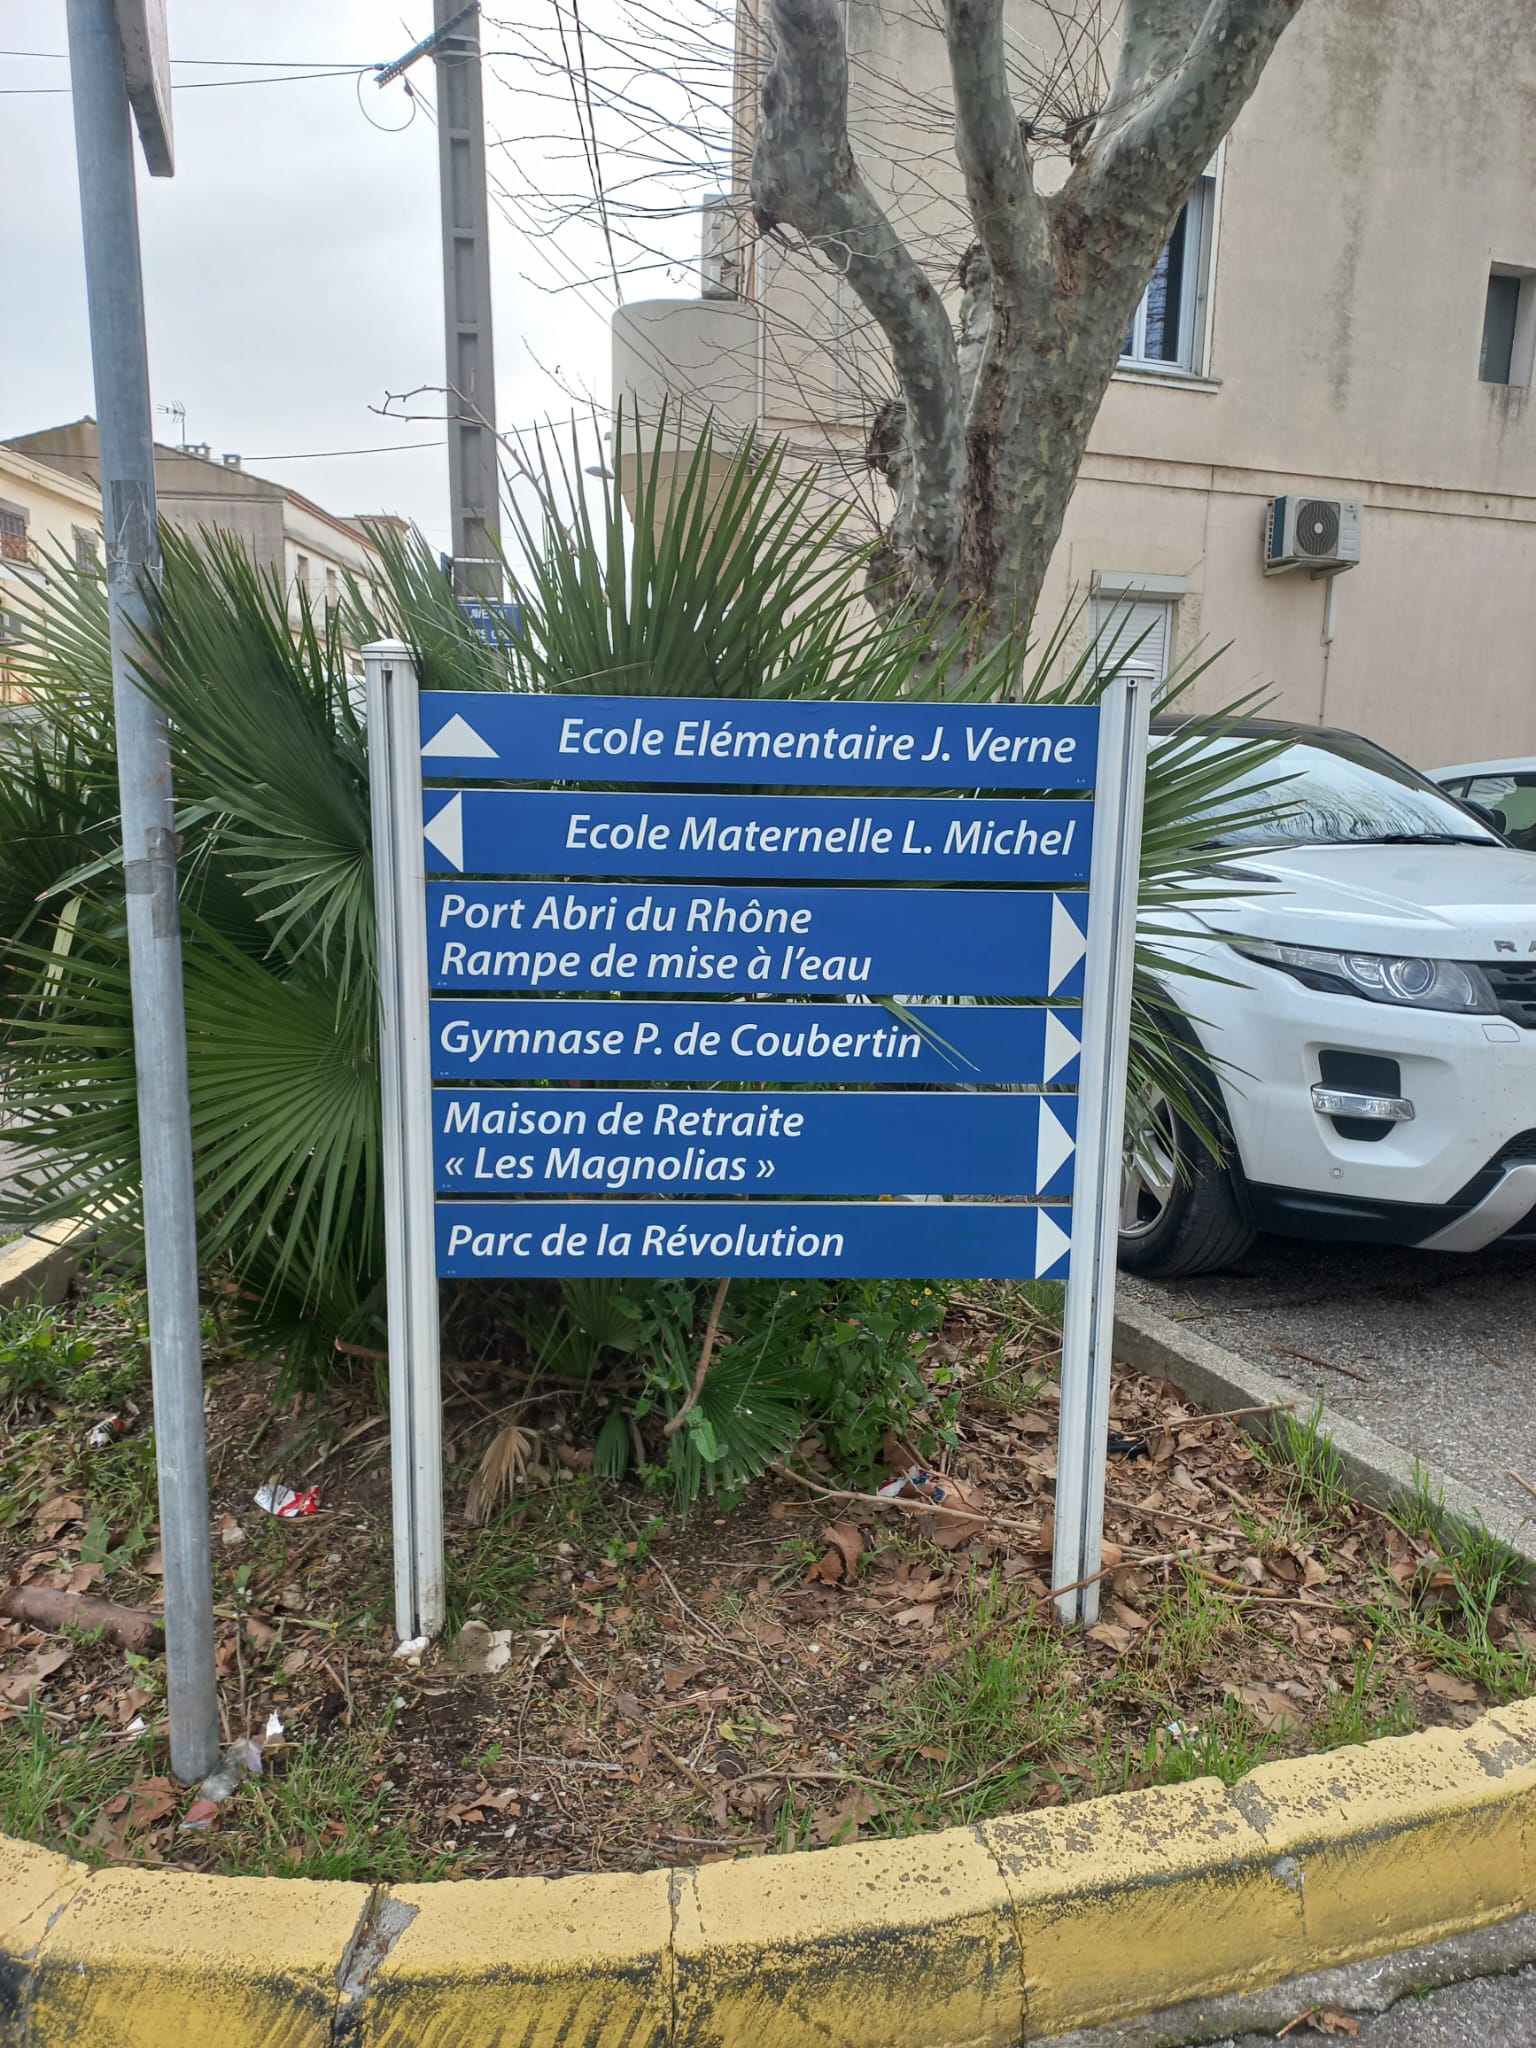 Ecole Elémentaire J. Verne
Ecole Maternelle L. Michel
Port Abri du Rhône
Rampe de mise à l'eau
Gymnase P. de Coubertin
Maison de Retraite
« Les Magnolias »
Parc de la Révolution